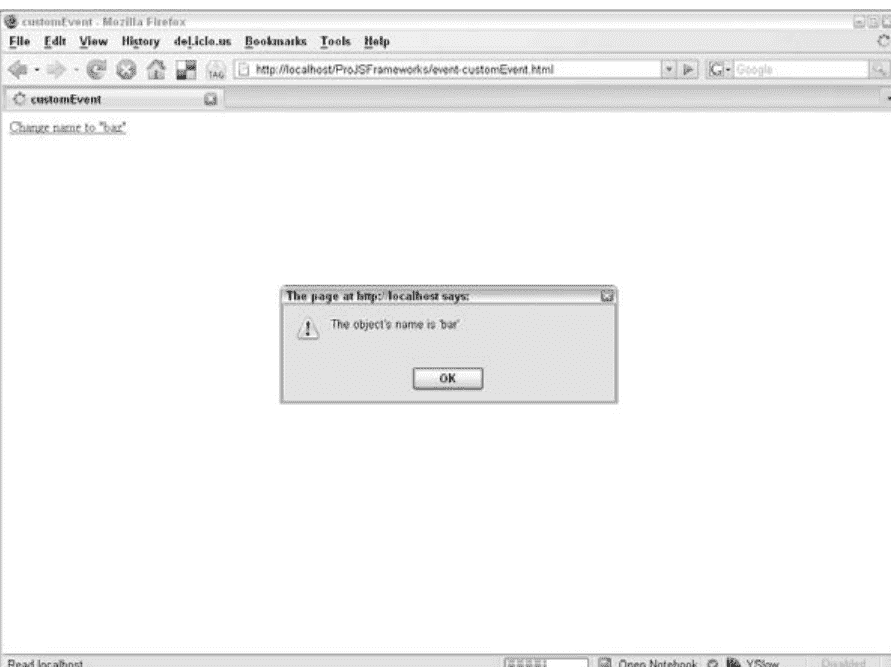 customEvent - Mozilla Firefox
File Edit View History del.icio.us Bookmarks Tools Help
TAG http://localhost/ProJSFrameworks/event-customEvent.html G Google
customEvent
Change name to "bar"
The page at http://localhost says:
The object's name is 'bar'
OK
Read localhost Open Notebook YSlow Disabled